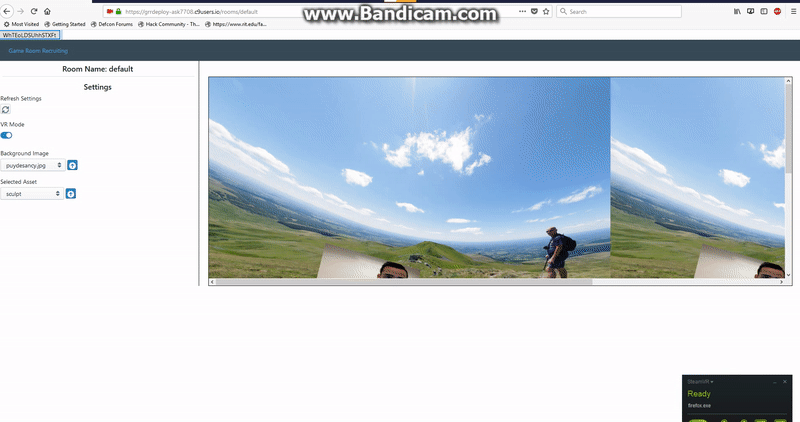 www.Bandicam.com
https://grrdeploy-ask7708.c9users.io/rooms/default
Search
Most Visited
Getting Started
Defcon Forums
Hack Community - Th...
https://www.rit.edu/fa...
Game Room Recruiting
Room Name: default
Settings
Refresh Settings
VR Mode
Background Image
puydesancy.jpg
Selected Asset
sculpt
SteamVR
Ready
firefox.exe